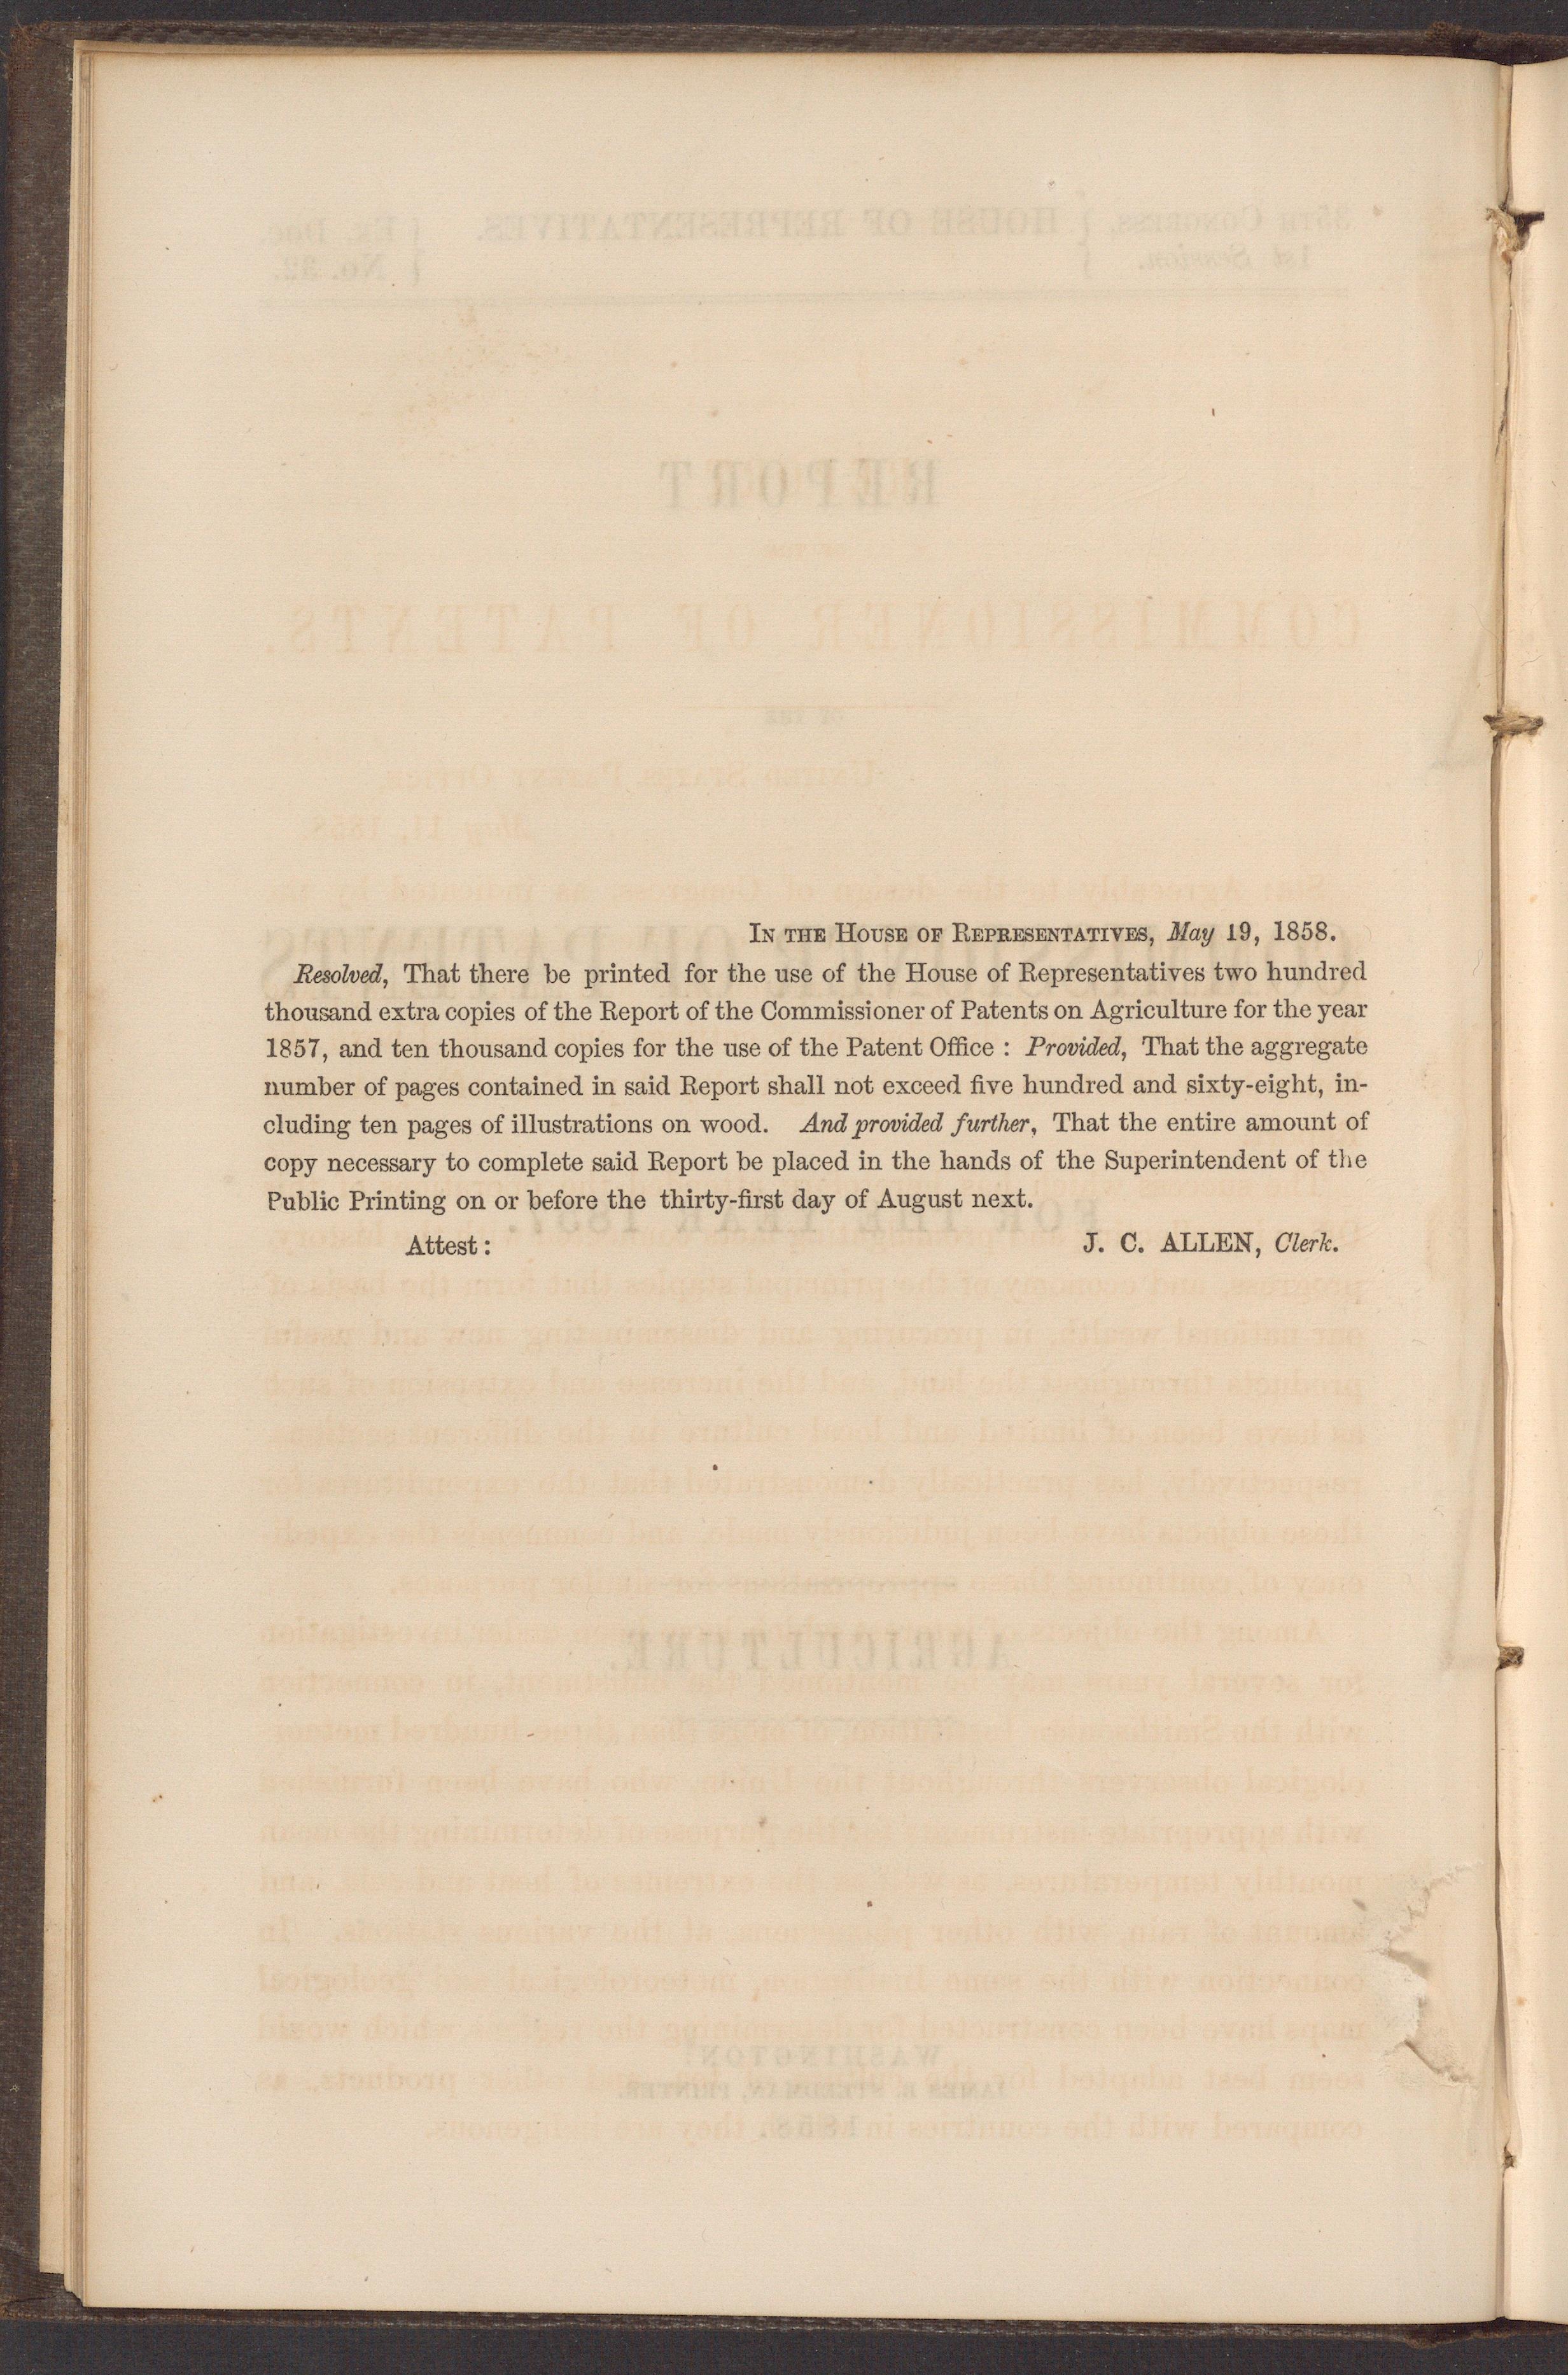 IN THE HOUSE OF REPRESENTATIVES, May 19, 1858.
Resolved, That there be printed for the use of the House of Representatives two hundred
thousand extra copies of the Report of the Commissioner of Patents on Agriculture for the year
1857, and ten thousand copies for the use of the Patent Office : Provided, That the aggregate
number of pages contained in said Report shall not exceed five hundred and sixty-eight, in-
cluding ten pages of illustrations on wood. And provided further, That the entire amount of
copy necessary to complete said Report be placed in the hands of the Superintendent of the
Public Printing on or before the thirty-first day of August next.
Attest : J. C. ALLEN, Clerk.